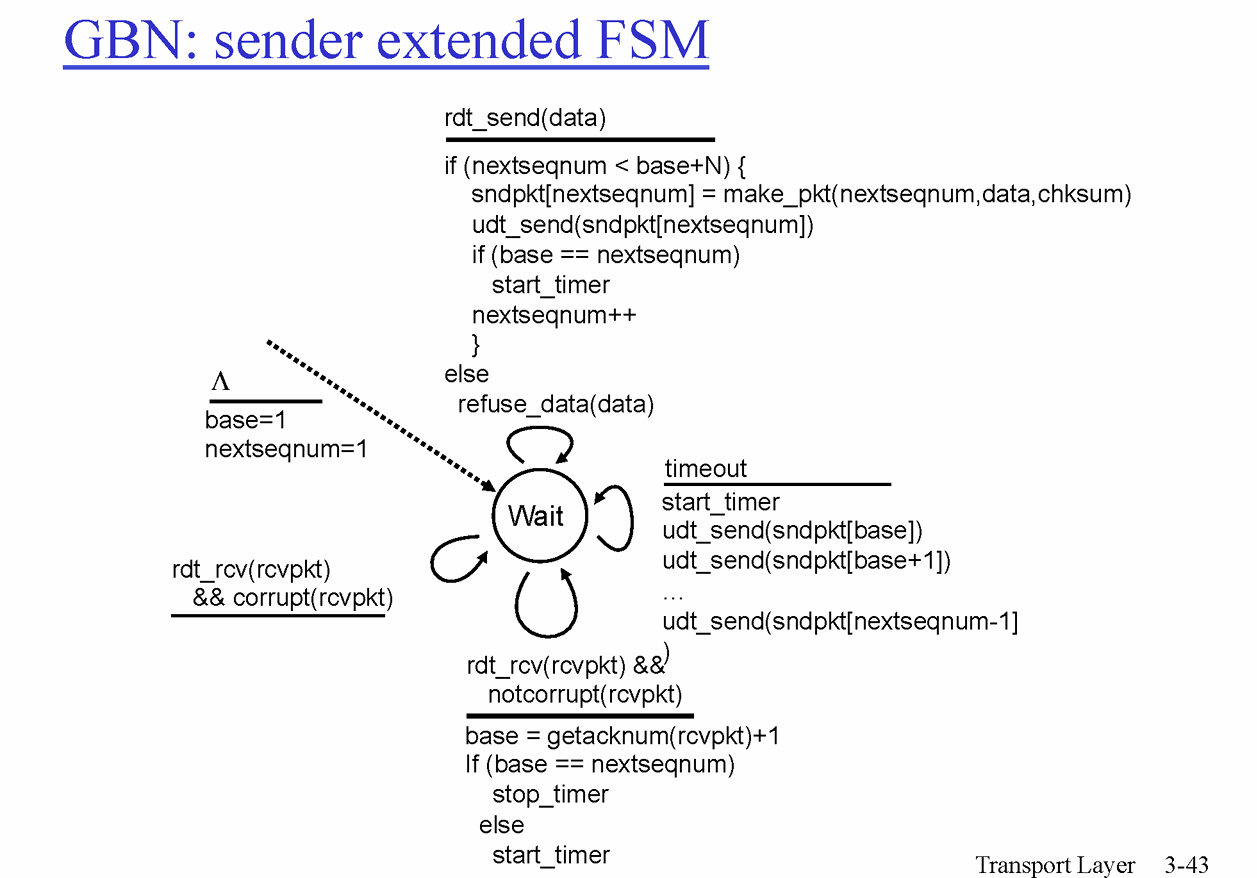 GBN: sender extended FSM
rdt_send(data)
if (nextseqnum < base+N) {
sndpkt[nextseqnum] = make_pkt(nextseqnum,data,chksum)
udt_send(sndpkt[nextseqnum])
if (base == nextseqnum)
start_timer
nextseqnum++
}
else
refuse_data(data)
Λ
base=1
nextseqnum=1
Wait
timeout
start_timer
udt_send(sndpkt[base])
udt_send(sndpkt[base+1])
…
udt_send(sndpkt[nextseqnum-1]
)
rdt_rcv(rcvpkt)
&& corrupt(rcvpkt)
rdt_rcv(rcvpkt) &&
notcorrupt(rcvpkt)
base = getacknum(rcvpkt)+1
If (base == nextseqnum)
stop_timer
else
start_timer
Transport Layer 3-43